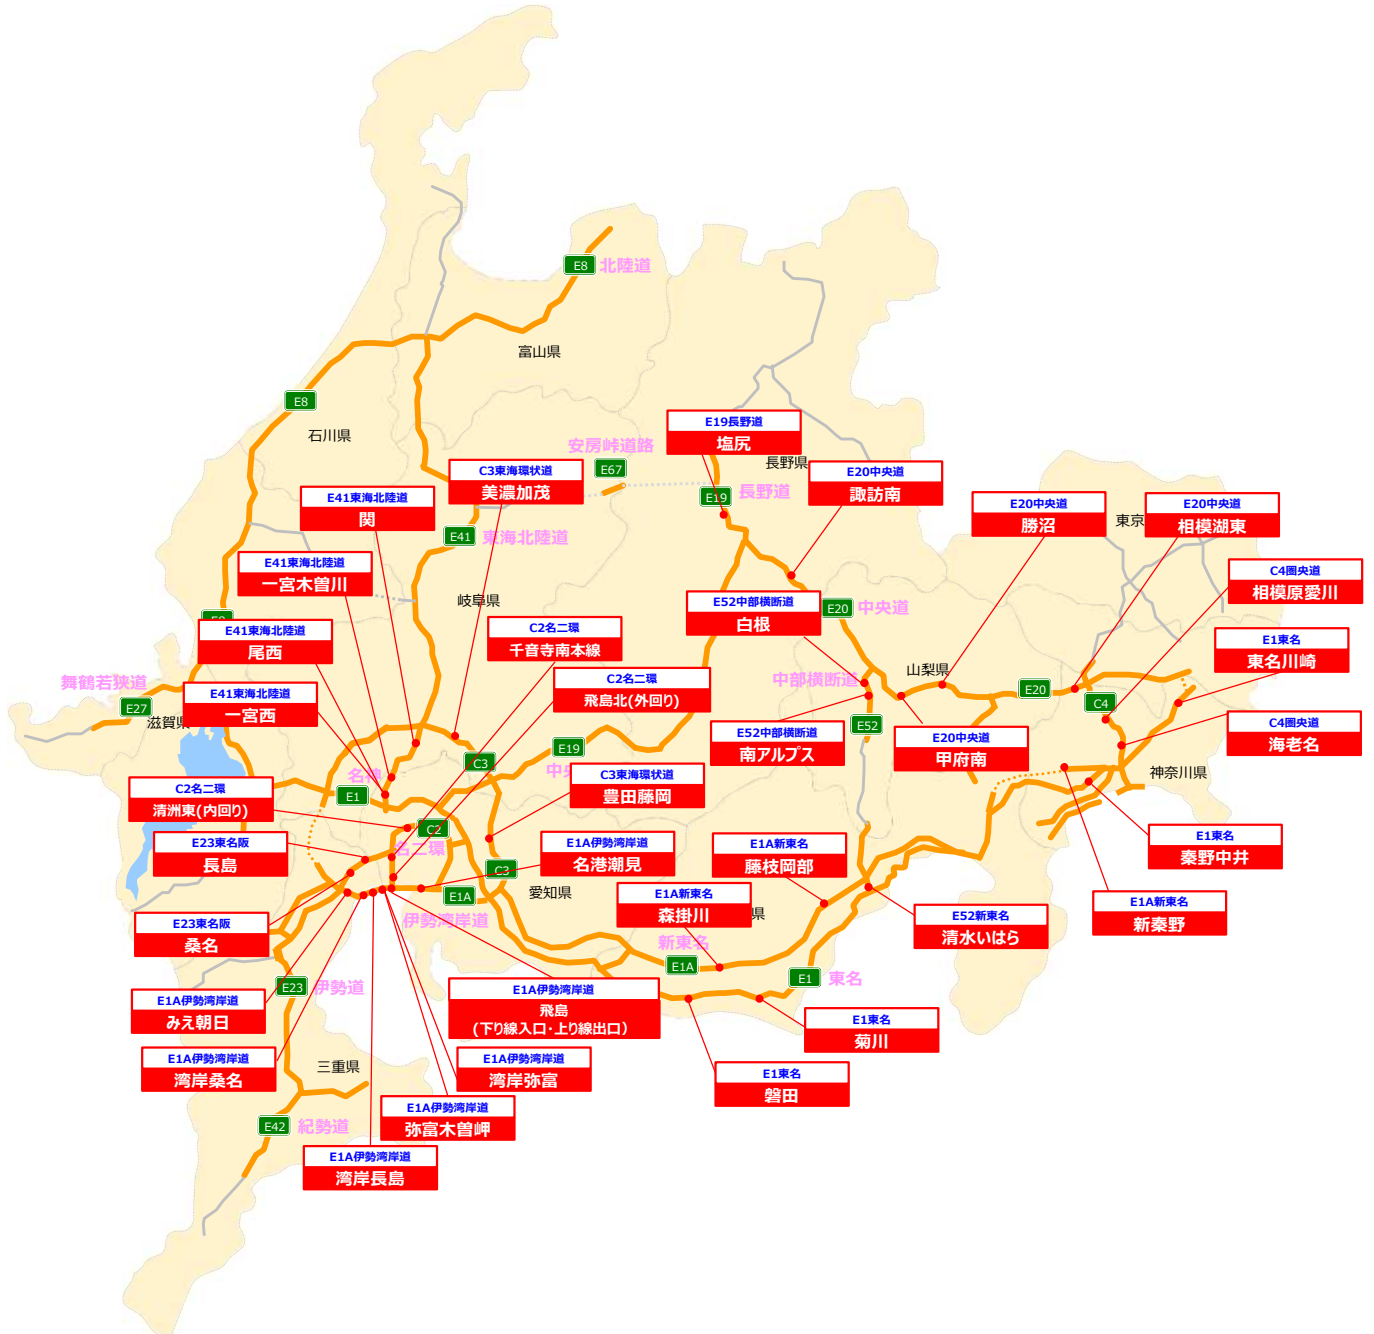 E8
北陸道
富山県
E8
石川県
E19長野道
塩尻
長野県
安房峠道路
E67
C3東海環状道
美濃加茂
E20中央道
諏訪南
E41東海北陸道
関
E19
長野道
E20中央道
勝沼
E20中央道
相模湖東
東京
E41
東海北陸道
E41東海北陸道
一宮木曽川
C4圏央道
相模原愛川
岐阜県
E52中部横断道
白根
E20
中央道
E41東海北陸道
尾西
C2名二環
千音寺南本線
E1東名
東名川崎
山梨県
舞鶴若狭道
E27
滋賀県
E41東海北陸道
一宮西
C2名二環
飛島北(外回り)
中部横断道
E20
C4
E52中部横断道
南アルプス
E52
E20中央道
甲府南
C4圏央道
海老名
E19
中央
C3
名神
E1
C3東海環状道
豊田藤岡
神奈川県
C2名二環
清洲東(内回り)
C2
名二環
E1東名
秦野中井
E23東名阪
長島
E1A伊勢湾岸道
名港潮見
E1A新東名
藤枝岡部
C3
愛知県
E1A
伊勢湾岸道
E1A新東名
森掛川
県
E1A新東名
新秦野
E52新東名
清水いはら
E23東名阪
桑名
新東名
E1A
E1
東名
E23
伊勢道
E1A伊勢湾岸道
みえ朝日
E1A伊勢湾岸道
飛島
(下り線入口・上り線出口)
E1東名
菊川
E1A伊勢湾岸道
湾岸桑名
三重県
E1A伊勢湾岸道
湾岸弥富
E1東名
磐田
E42
紀勢道
E1A伊勢湾岸道
弥富木曽岬
E1A伊勢湾岸道
湾岸長島